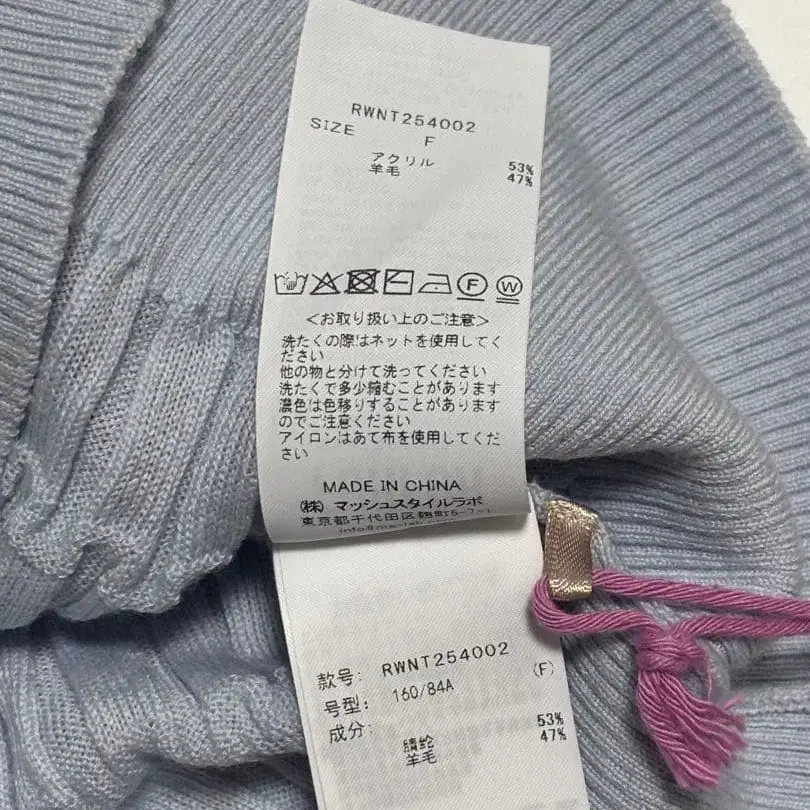 RWNT254002
SIZE F
アクリル 53%
羊毛 47%
F W
<お取り扱い上のご注意>
洗たくの際はネットを使用してく
ださい
他の物と分けて洗ってください
洗たくで多少縮むことがあります
濃色は色移りすることがあります
のでご注意ください
アイロンはあて布を使用してくだ
さい
MADE IN CHINA
(株) マッシュスタイルラボ
東京都千代田区麹町5-7-1
款号: RWNT254002
号型: 160/84A (F)
成分:
腈纶 53%
羊毛 47%